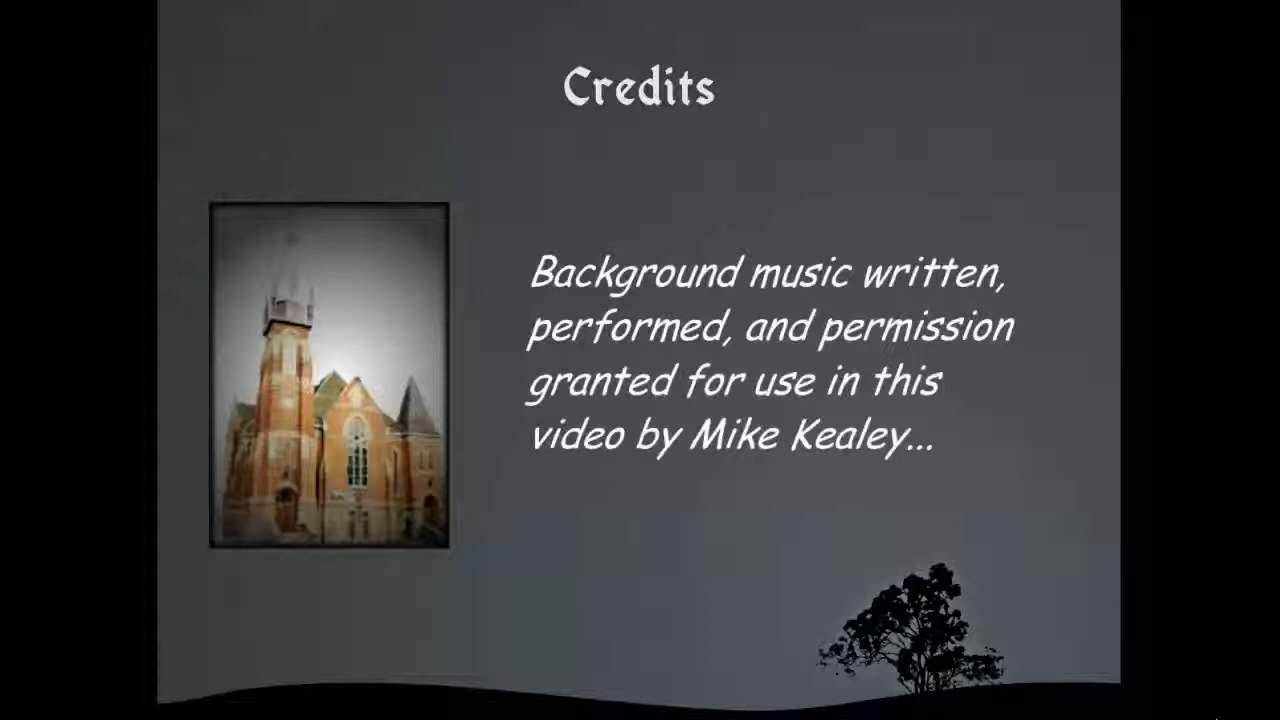 Credits
Background music written,
performed, and permission
granted for use in this
video by Mike Kealey...